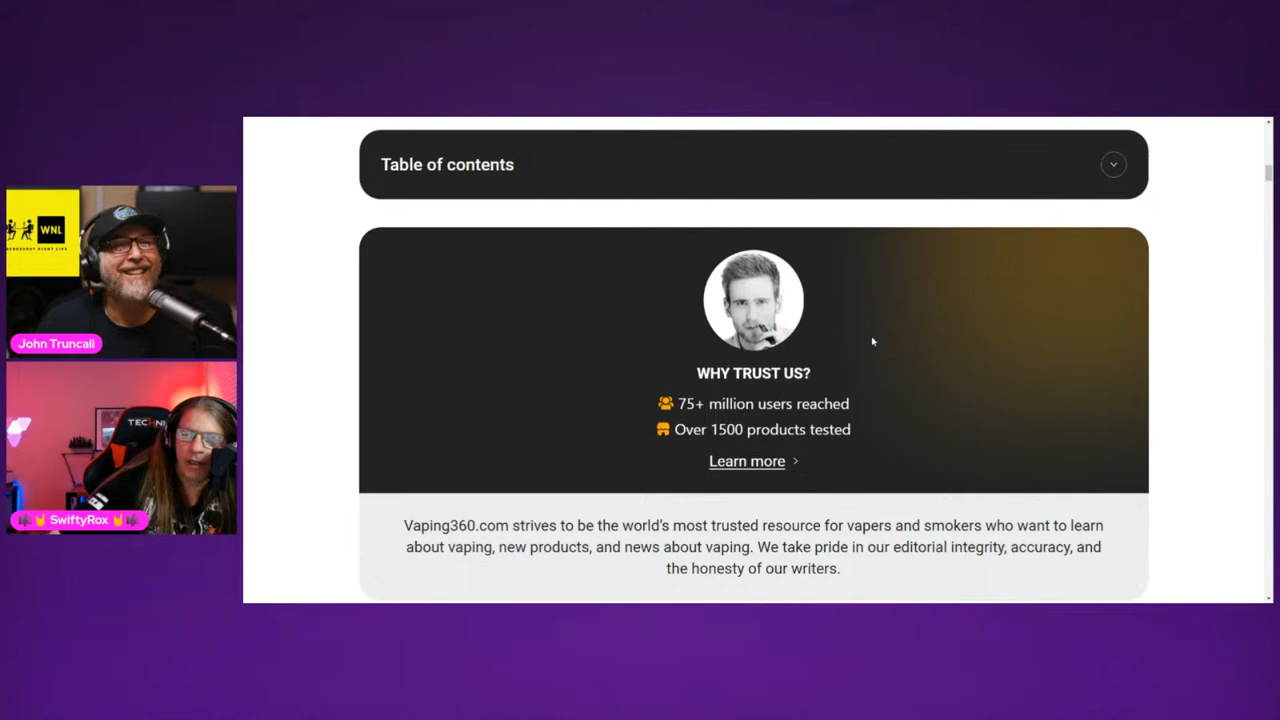 Table of contents
WNL
John Truncali
TECHNI
SwiftyRox
WHY TRUST US?
75+ million users reached
Over 1500 products tested
Learn more
Vaping360.com strives to be the world's most trusted resource for vapers and smokers who want to learn
about vaping, new products, and news about vaping. We take pride in our editorial integrity, accuracy, and
the honesty of our writers.